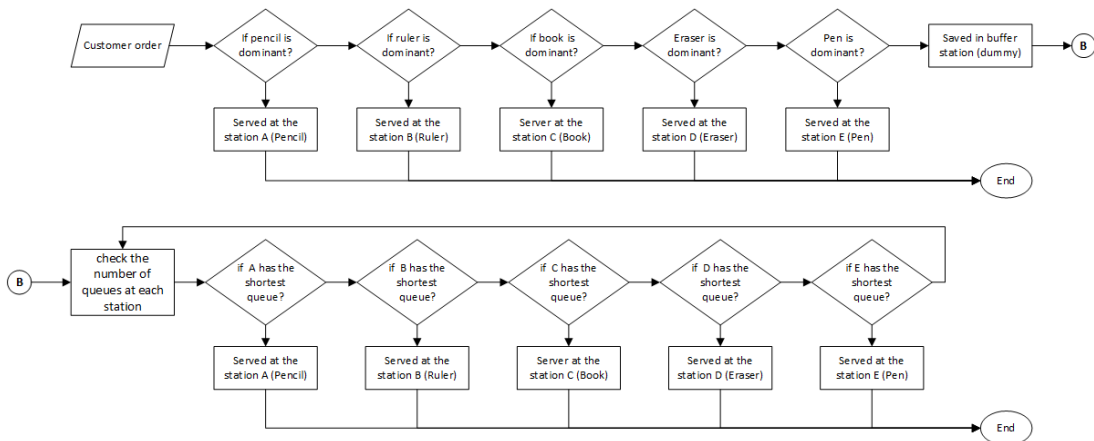 Customer order
If pencil is
dominant?
If ruler is
dominant?
If book is
dominant?
Eraser is
dominant?
Pen is
dominant?
Saved in buffer
station (dummy)
B
Served at the
station A (Pencil)
Served at the
station B (Ruler)
Server at the
station C (Book)
Served at the
station D (Eraser)
Served at the
station E (Pen)
End
B
check the
number of
queues at each
station
if A has the
shortest
queue?
if B has the
shortest
queue?
if C has the
shortest
queue?
if D has the
shortest
queue?
if E has the
shortest
queue?
Served at the
station A (Pencil)
Served at the
station B (Ruler)
Server at the
station C (Book)
Served at the
station D (Eraser)
Served at the
station E (Pen)
End